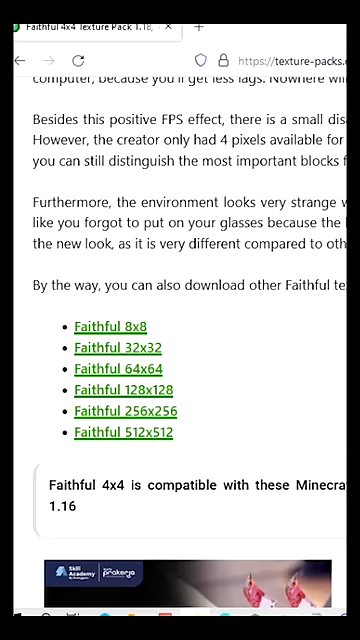 Faithful 4x4 Texture Pack 1.18,
https://texture-packs.
computer, because you'll get less lags. Nowhere
Besides this positive FPS effect, there is a small
However, the creator only had 4 pixels available for
you can still distinguish the most important blocks
Furthermore, the environment looks very strange
like you forgot to put on your glasses because the
the new look, as it is very different compared to
By the way, you can also download other Faithful
Faithful 8x8
Faithful 32x32
Faithful 64x64
Faithful 128x128
Faithful 256x256
Faithful 512x512
Faithful 4x4 is compatible with these Minecra
1.16
Skill
Academy
prakerja